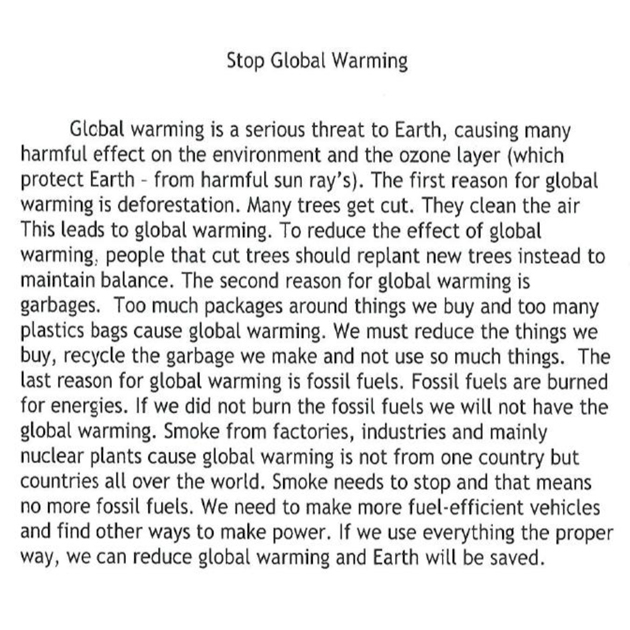 Stop Global Warming
Global warming is a serious threat to Earth, causing many
harmful effect on the environment and the ozone layer (which
protect Earth - from harmful sun ray's). The first reason for global
warming is deforestation. Many trees get cut. They clean the air
This leads to global warming. To reduce the effect of global
warming, people that cut trees should replant new trees instead to
maintain balance. The second reason for global warming is
garbages. Too much packages around things we buy and too many
plastics bags cause global warming. We must reduce the things we
buy, recycle the garbage we make and not use so much things. The
last reason for global warming is fossil fuels. Fossil fuels are burned
for energies. If we did not burn the fossil fuels we will not have the
global warming. Smoke from factories, industries and mainly
nuclear plants cause global warming is not from one country but
countries all over the world. Smoke needs to stop and that means
no more fossil fuels. We need to make more fuel-efficient vehicles
and find other ways to make power. If we use everything the proper
way, we can reduce global warming and Earth will be saved.